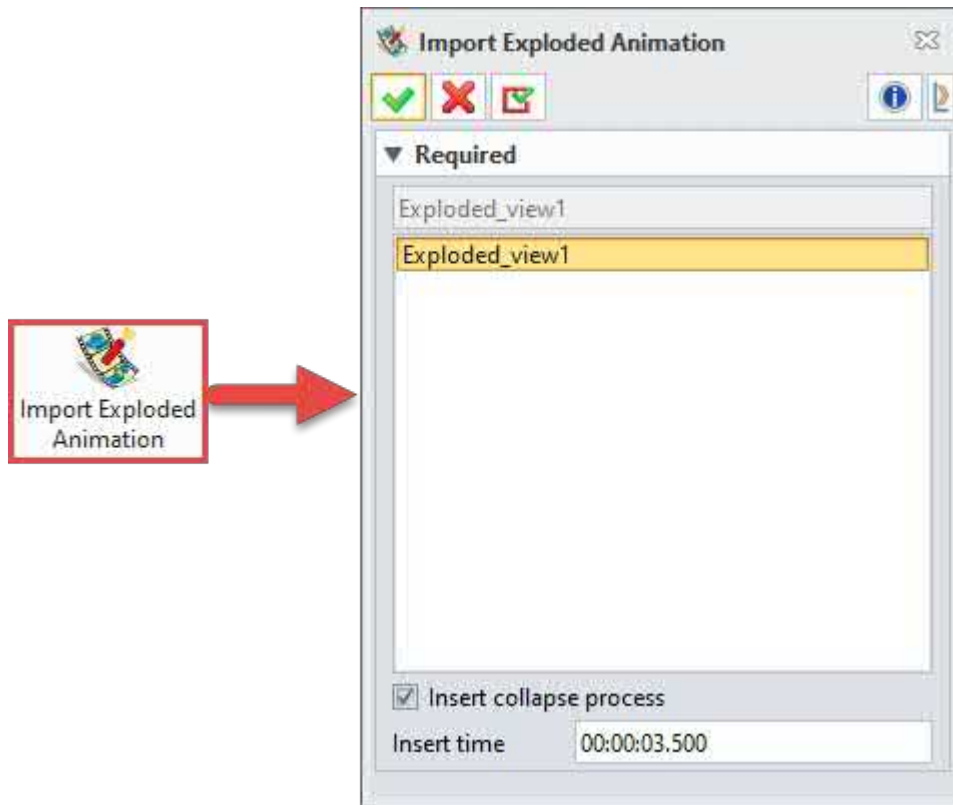 Import Exploded
Animation
Import Exploded Animation
Required
Exploded_view1
Exploded_view1
Insert collapse process
Insert time 00:00:03.500